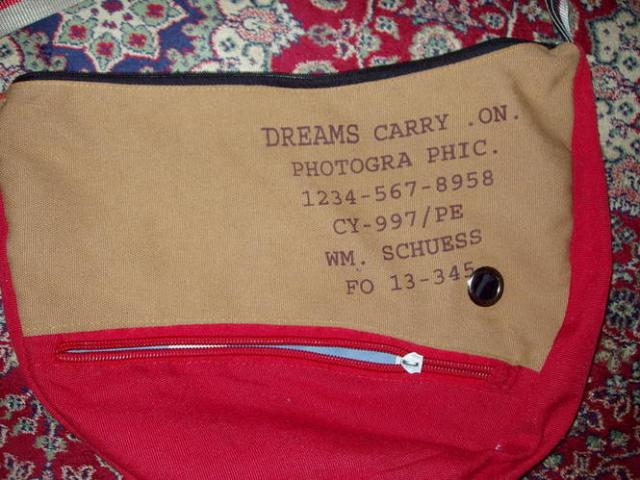 DREAMS CARRY .ON.
PHOTOGRA PHIC.
1234-567-8958
CY-997/PE
WM. SCHUESS
FO 13-345